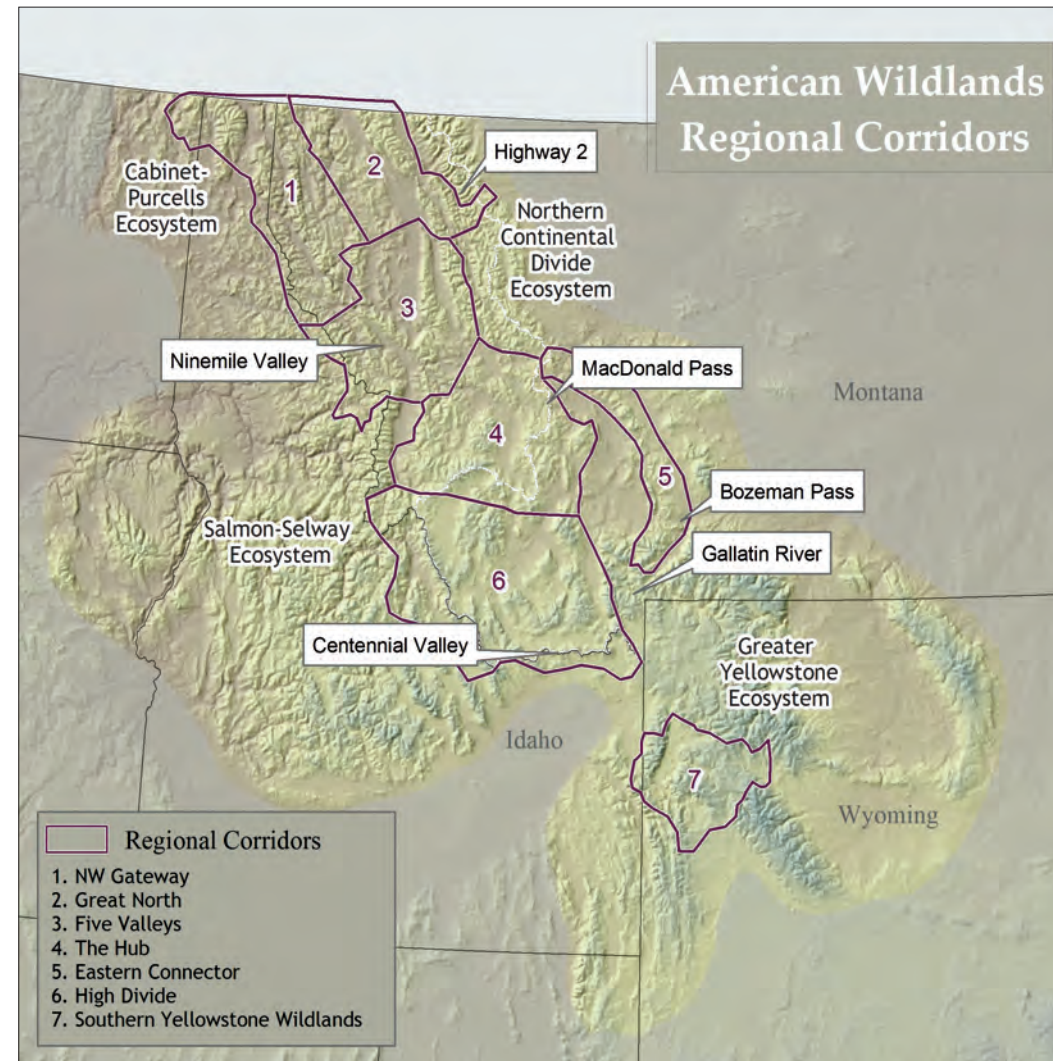 American Wildlands
Regional Corridors
Highway 2
2
Cabinet-
Purcells
Ecosystem
1
Northern
Continental
Divide
Ecosystem
3
Ninemile Valley
MacDonald Pass
Montana
4
5
Bozeman Pass
Salmon-Selway
Ecosystem
Gallatin River
6
Centennial Valley
Greater
Yellowstone
Ecosystem
Idaho
7
Wyoming
Regional Corridors
1. NW Gateway
2. Great North
3. Five Valleys
4. The Hub
5. Eastern Connector
6. High Divide
7. Southern Yellowstone Wildlands